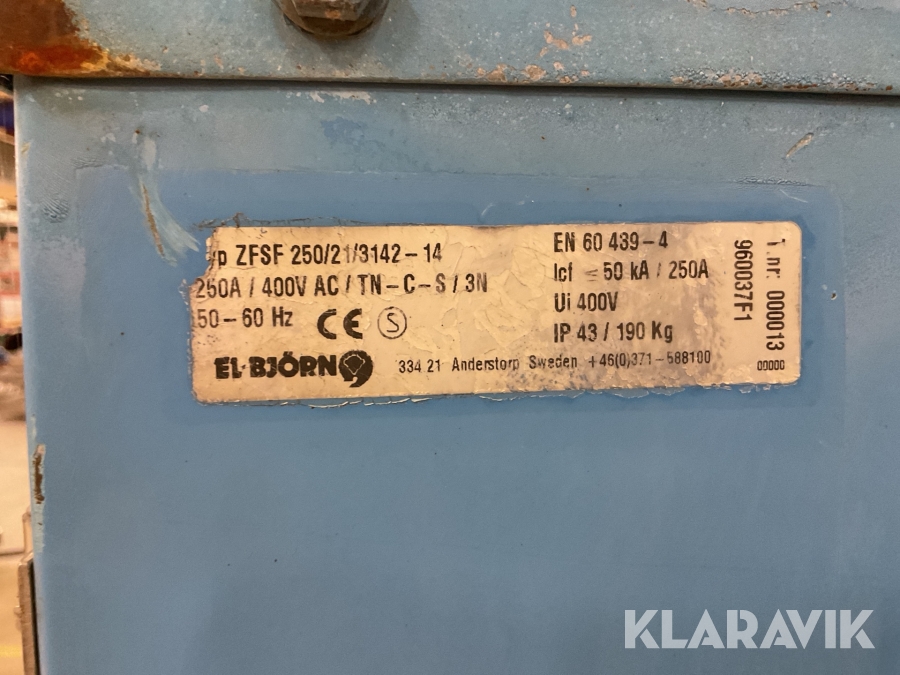 yp ZFSF 250/21/3142-14
250A / 400V AC / TN-C-S / 3N
50-60 Hz CE S
EL-BJÖRN
334 21 Anderstorp Sweden +46(0)371-588100
EN 60 439-4
Icf ≤ 50 kA / 250A
Ui 400V
IP 43 / 190 Kg
960037F1
T.nr. 000013
00000
KLARAVIK